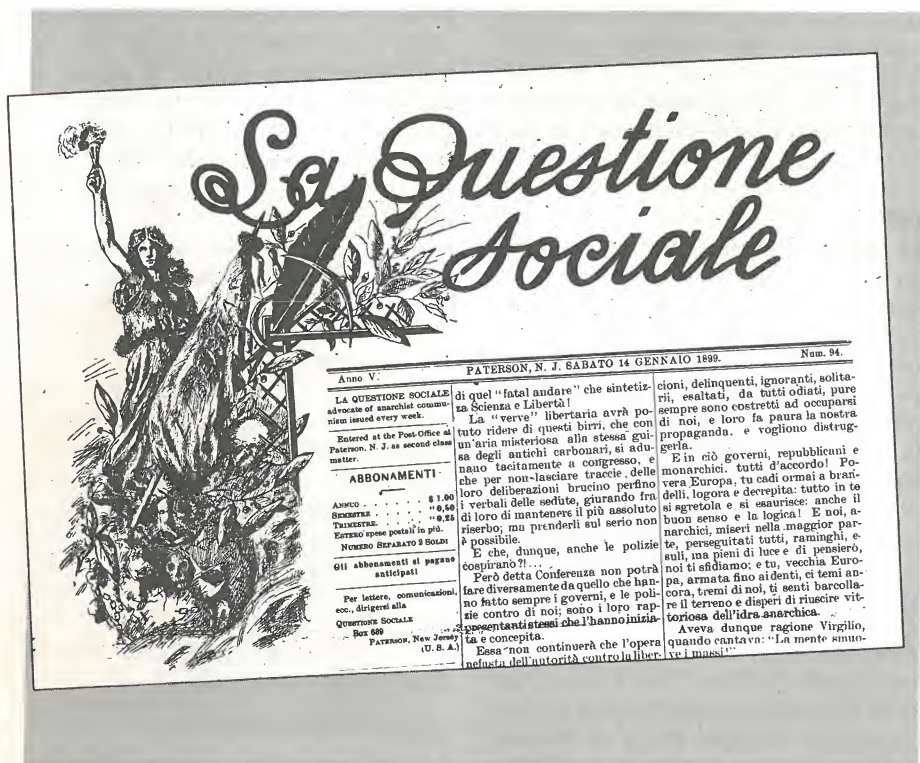 La Questione
sociale
Anno V.
PATERSON, N. J. SABATO 14 GENNAIO 1899.
Num. 94.
LA QUESTIONE SOCIALE
advocate of anarchist commu-
nism issued every week.
Entered at the Post-Office at
Paterson, N. J. as second class
matter.
ABBONAMENTI
ANNUO . . . . . . $ 1.00
SEMESTRE . . . . . "0,50
TRIMESTRE. . . . . "0,25
ESTERO spese postali in più.
NUMERO SEPARATO 2 SOLDI
Gli abbonamenti si pagano
anticipati
Per lettere, comunicazioni,
ecc., dirigersi alla
QUESTIONE SOCIALE
Box 689
PATERSON, New Jersey
(U. S. A.)
di quel "fatal andare" che sintetiz-
za Scienza e Libertà!
La "verve" libertaria avrà po-
tuto ridere di questi birri, che con
un'aria misteriosa alla stessa gui-
sa degli antichi carbonari, si adu-
nano tacitamente a congresso, e
che per non lasciare traccie delle
loro deliberazioni brucino perfino
i verbali delle sedute, giurando fra
di loro di mantenere il più assoluto
riserbo; ma prenderli sul serio non
è possibile.
E che, dunque, anche le polizie
cospirano?!...
Però detta Conferenza non potrà
fare diversamente da quello che han-
no fatto sempre i governi, e le poli-
zie contro di noi; sono i loro rap-
presentanti stessi che l'hanno inizia-
ta e concepita.
Essa non continuerà che l'opera
nefasta dell'autorità contro la liber-
cioni, delinquenti, ignoranti, solita-
rii, esaltati, da tutti odiati, pure
sempre sono costretti ad occuparsi
di noi, e loro fa paura la nostra
propaganda. e vogliono distrug-
gerla.
E in ciò governi, repubblicani e
monarchici. tutti d'accordo! Po-
vera Europa, tu cadi ormai a bran-
delli, logora e decrepita: tutto in te
si sgretola e si esaurisce: anche il
buon senso e la logica! E noi, a-
narchici, miseri nella maggior par-
te, perseguitati tutti, raminghi, e-
suli, ma pieni di luce e di pensiero,
noi ti sfidiamo; e tu, vecchia Euro-
pa, armata fino ai denti, ci temi an-
cora, tremi di noi, ti senti barcolla-
re il terreno e disperi di riuscire vit-
toriosa dell'idra anarchica.
Aveva dunque ragione Virgilio,
quando cantava: "La mente smuo-
ve i massi!"